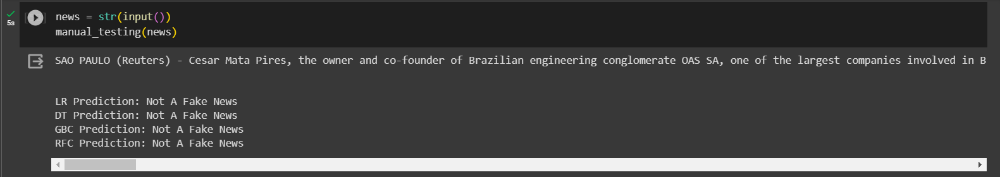 news = str(input())
5s
manual_testing(news)
SAO PAULO (Reuters) - Cesar Mata Pires, the owner and co-founder of Brazilian engineering conglomerate OAS SA, one of the largest companies involved in B
LR Prediction: Not A Fake News
DT Prediction: Not A Fake News
GBC Prediction: Not A Fake News
RFC Prediction: Not A Fake News